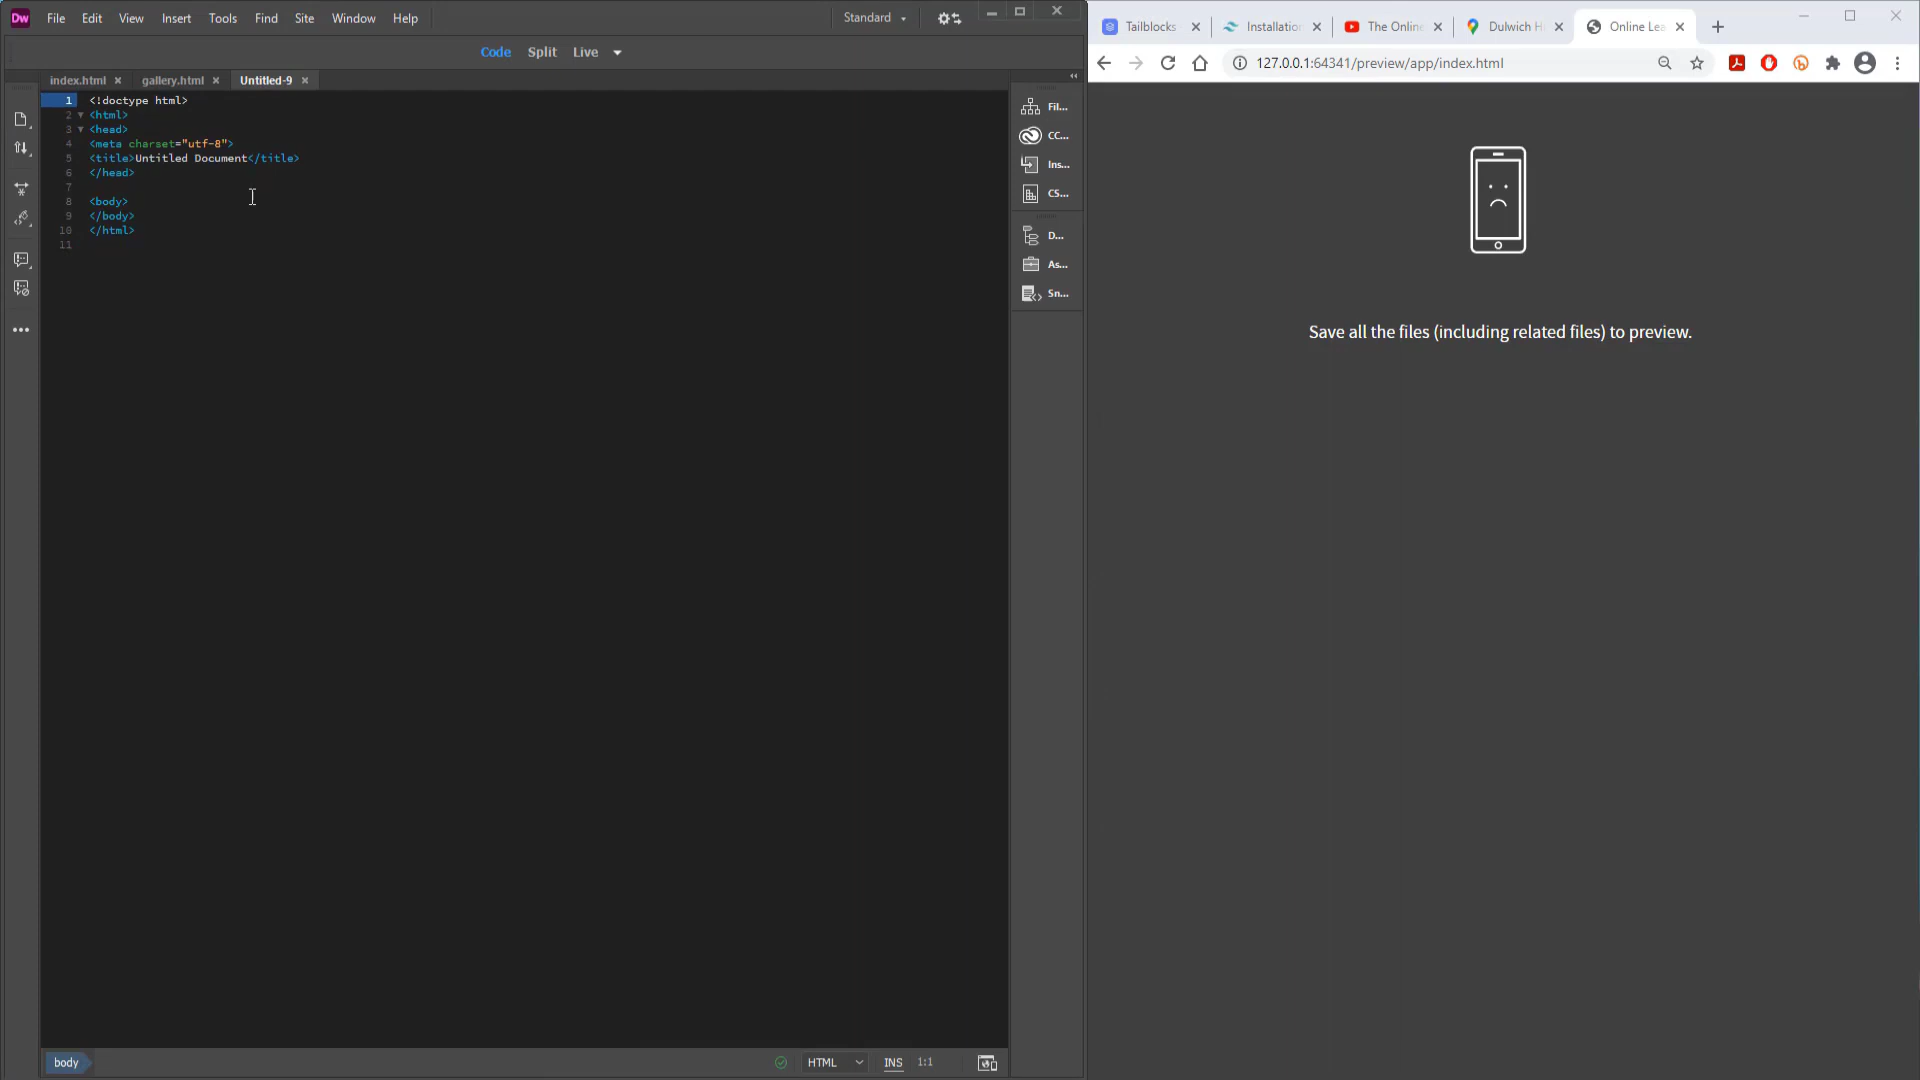 Dw File Edit View Insert Tools Find Site Window Help
Standard
Code Split Live
index.html gallery.html Untitled-9
1 <!doctype html>
2 <html>
3 <head>
4 <meta charset="utf-8">
5 <title>Untitled Document</title>
6 </head>
7
8 <body>
9 </body>
10 </html>
11
Fil...
CC...
Ins...
CS...
D...
As...
Sn...
body
HTML INS 1:1
Tailblocks Installatio The Online Dulwich H Online Lea
127.0.0.1:64341/preview/app/index.html
Save all the files (including related files) to preview.